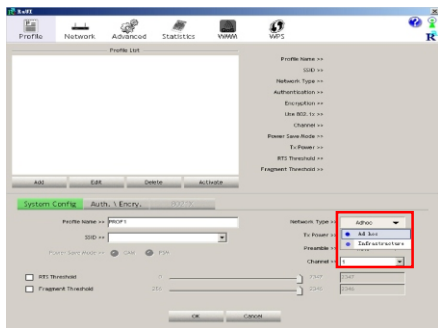 RaUI
Profile Network Advanced Statistics WMM WPS
Profile List
Profile Name >>
SSID >>
Network Type >>
Authentication >>
Encryption >>
Use 802.1x >>
Channel >>
Power Save Mode >>
Tx Power >>
RTS Threshold >>
Fragment Threshold >>
Add Edit Delete Activate
System Config Auth. \ Encry.
Profile Name >> PROF1 Network Type >> Adhoc
SSID >> Tx Power >> Ad hoc
Infrastructure
Power Save Mode >> CAM PSM Preamble >>
Channel >> 1
RTS Threshold 0 2347 2347
Fragment Threshold 256 2346 2346
OK Cancel